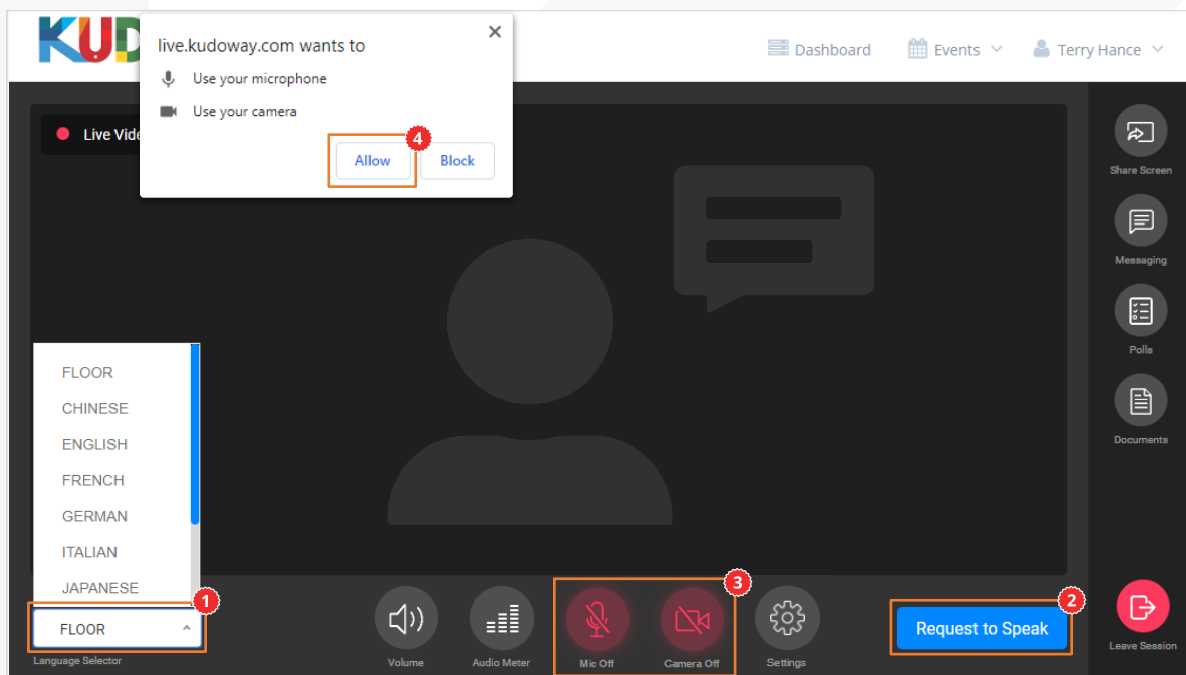 KUD
live.kudoway.com wants to
Use your microphone
Use your camera
Allow
Block
4
Dashboard
Events
Terry Hance
Live Vide
Share Screen
Messaging
Polls
Documents
FLOOR
CHINESE
ENGLISH
FRENCH
GERMAN
ITALIAN
JAPANESE
1
FLOOR
Language Selector
Volume
Audio Meter
3
Mic Off
Camera Off
Settings
2
Request to Speak
Leave Session